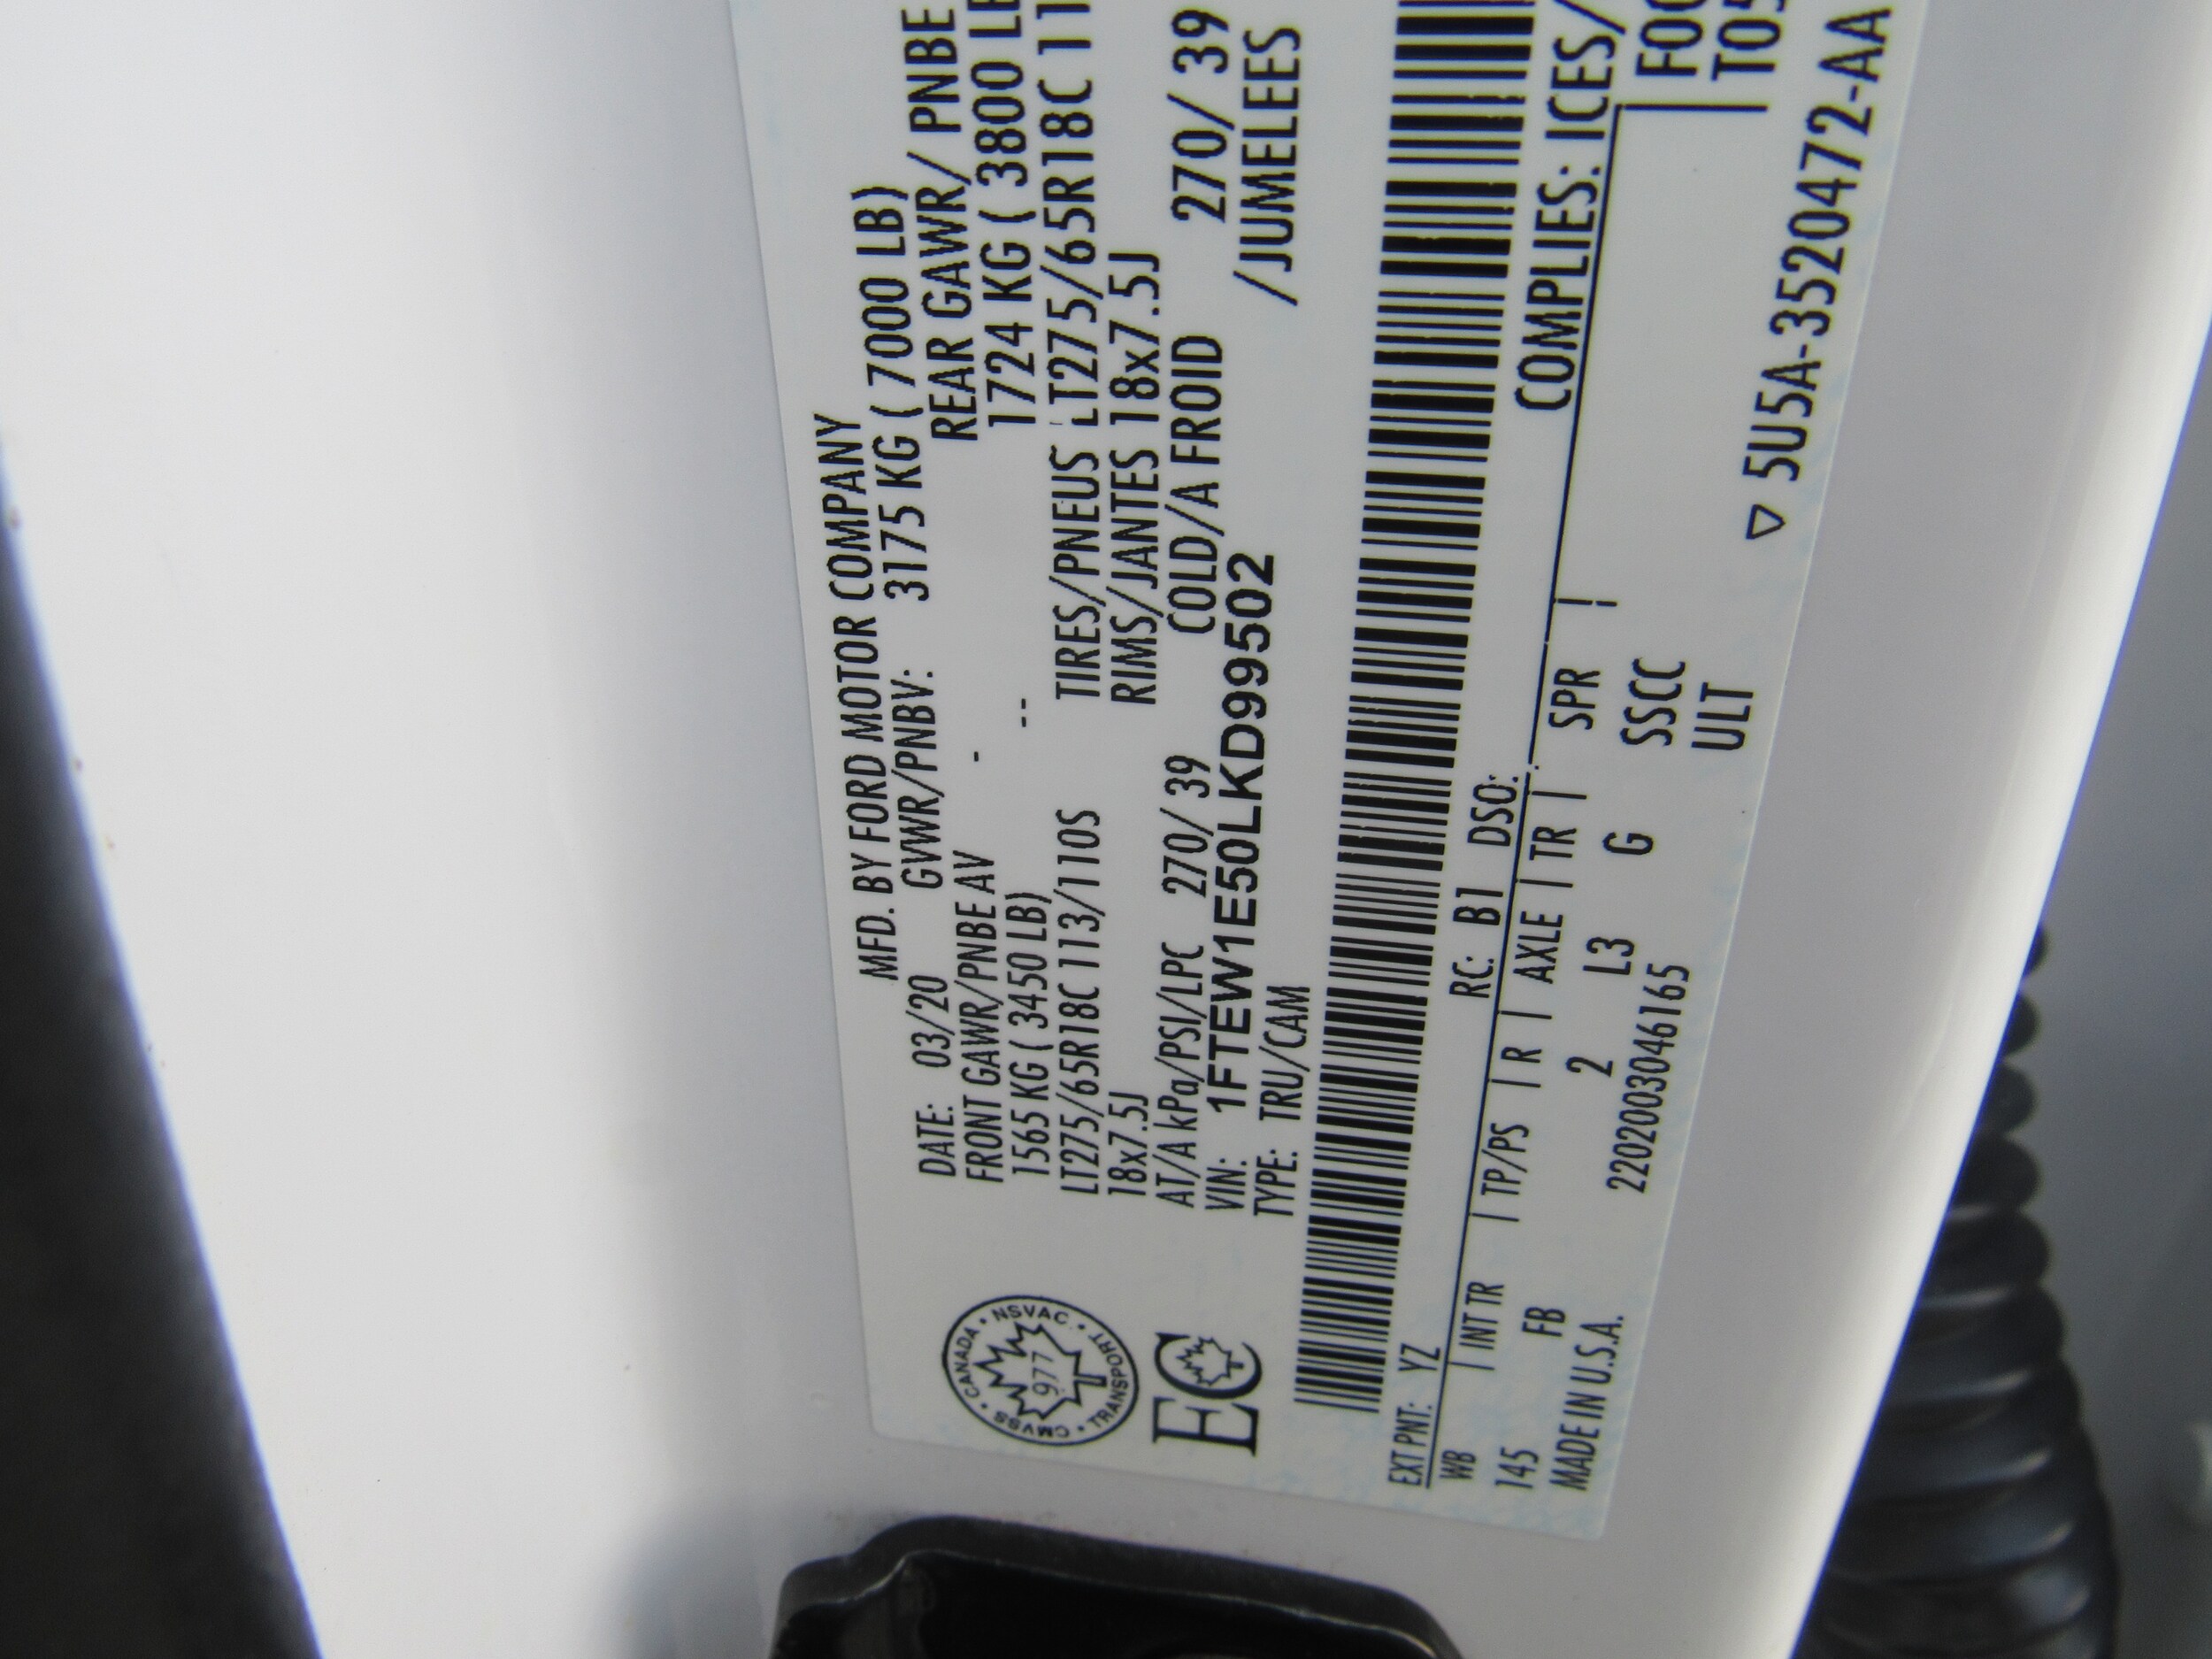 MFD. BY FORD MOTOR COMPANY
DATE: 03/20 GVWR/PNBV: 3175 KG ( 7000 LB)
FRONT GAWR/PNBE AV - REAR GAWR/ PNBE
1565 KG ( 3450 LB) -- 1724 KG ( 3800 LB
LT275/65R18C 113/110S TIRES/PNEUS LT275/65R18C 11
18x7.5J RIMS/JANTES 18x7.5J
AT/A kPa/PSI/LPC 270/ 39 COLD/A FROID 270/ 39
VIN: 1FTEW1E50LKD99502 /JUMELEES
TYPE: TRU/CAM
CANADA • NSVAC • TRANSPORT • CMVSS •
977
EC
COMPLIES: ICES/
EXT PNT: YZ RC: B1 DSO:
WB | INT TR | TP/PS | R | AXLE | TR | SPR | F00
145 FB 2 L3 G SSCC T05
ULT
MADE IN U.S.A. 2202003046165
▽ 5U5A-3520472-AA